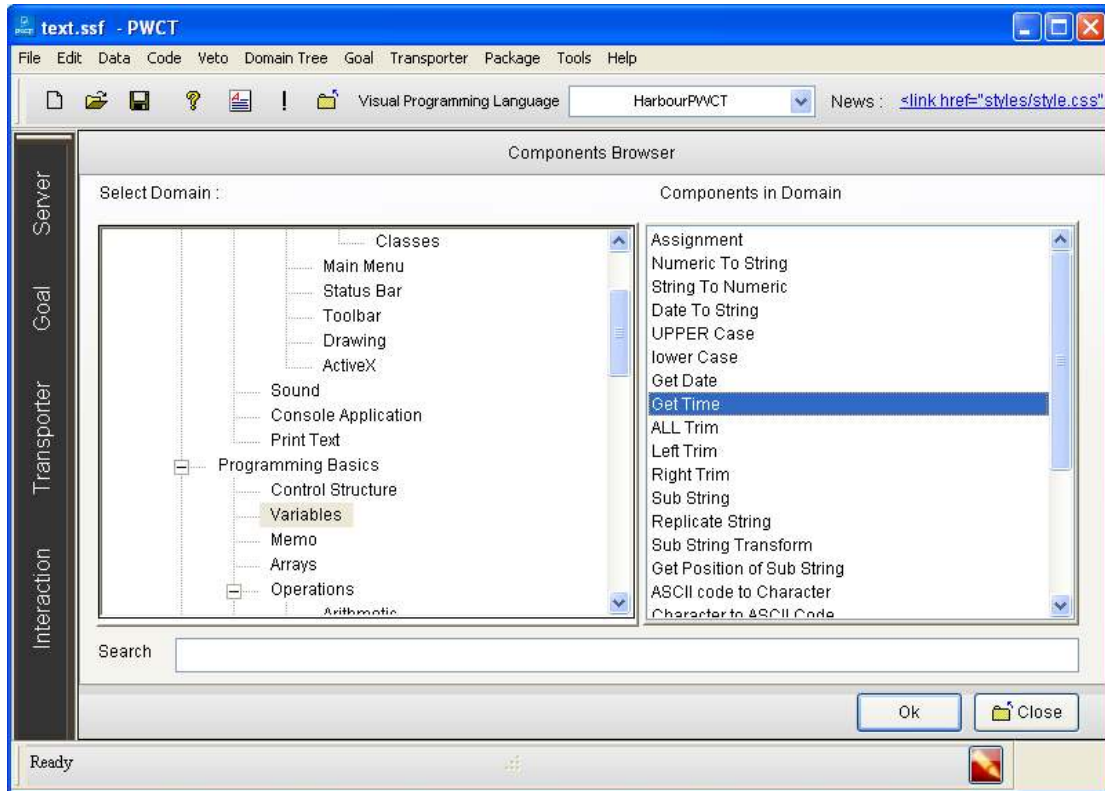 text.ssf - PWCT
File Edit Data Code Veto Domain Tree Goal Transporter Package Tools Help
Visual Programming Language HarbourPWCT News : <link href="styles/style.css"
Components Browser
Server
Goal
Transporter
Interaction
Select Domain :
Classes
Main Menu
Status Bar
Toolbar
Drawing
ActiveX
Sound
Console Application
Print Text
Programming Basics
Control Structure
Variables
Memo
Arrays
Operations
Arithmetic
Components in Domain
Assignment
Numeric To String
String To Numeric
Date To String
UPPER Case
lower Case
Get Date
Get Time
ALL Trim
Left Trim
Right Trim
Sub String
Replicate String
Sub String Transform
Get Position of Sub String
ASCII code to Character
Character to ASCII Code
Search
Ok Close
Ready